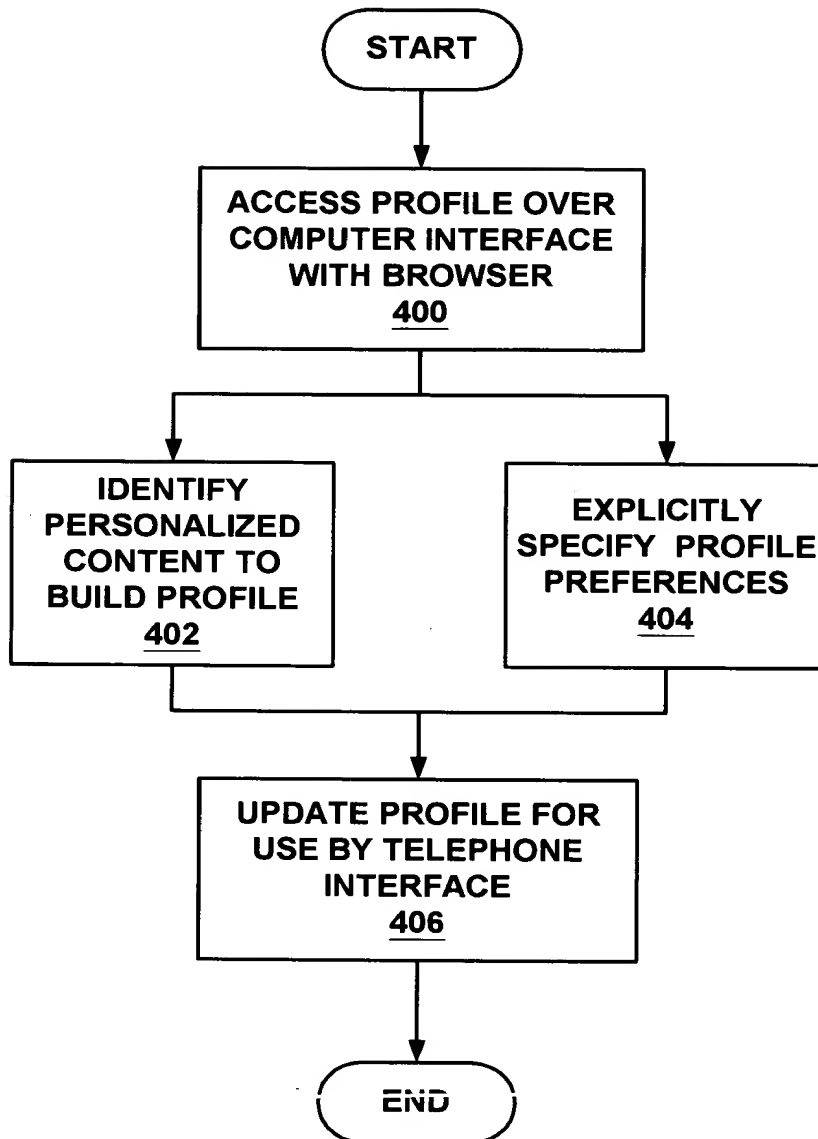 START
ACCESS PROFILE OVER
COMPUTER INTERFACE
WITH BROWSER
400
IDENTIFY
PERSONALIZED
CONTENT TO
BUILD PROFILE
402
EXPLICITLY
SPECIFY PROFILE
PREFERENCES
404
UPDATE PROFILE FOR
USE BY TELEPHONE
INTERFACE
406
END